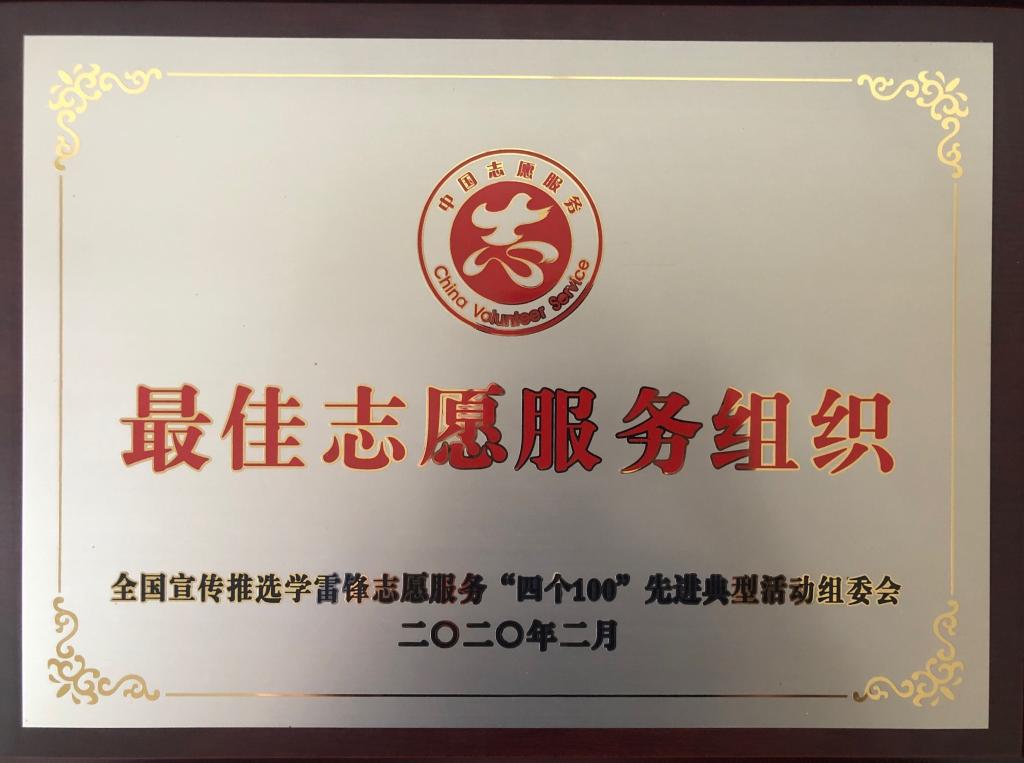 中国志愿服务
志
China Volunteer Service
最佳志愿服务组织
全国宣传推选学雷锋志愿服务“四个100”先进典型活动组委会
二〇二〇年二月